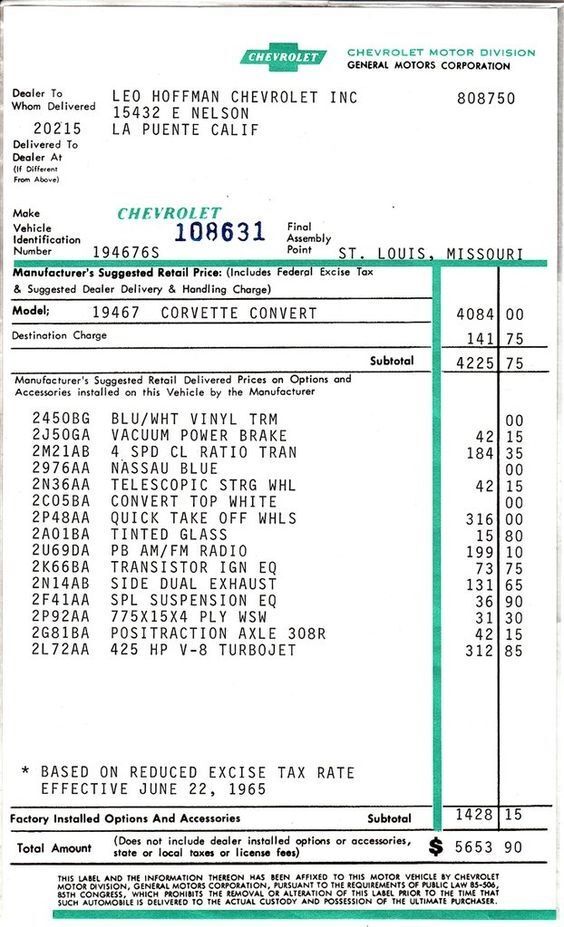 CHEVROLET
CHEVROLET MOTOR DIVISION
GENERAL MOTORS CORPORATION
Dealer To
Whom Delivered
LEO HOFFMAN CHEVROLET INC 808750
15432 E NELSON
20215 LA PUENTE CALIF
Delivered To
Dealer At
(If Different
From Above)
Make CHEVROLET
Vehicle
Identification
Number 194676S 108631
Final
Assembly
Point ST. LOUIS, MISSOURI
Manufacturer's Suggested Retail Price: (Includes Federal Excise Tax
& Suggested Dealer Delivery & Handling Charge)
Model; 19467 CORVETTE CONVERT 4084 00
Destination Charge 141 75
Subtotal 4225 75
Manufacturer's Suggested Retail Delivered Prices on Options and
Accessories installed on this Vehicle by the Manufacturer
2450BG BLU/WHT VINYL TRM 00
2J50GA VACUUM POWER BRAKE 42 15
2M21AB 4 SPD CL RATIO TRAN 184 35
2976AA NASSAU BLUE 00
2N36AA TELESCOPIC STRG WHL 42 15
2C05BA CONVERT TOP WHITE 00
2P48AA QUICK TAKE OFF WHLS 316 00
2A01BA TINTED GLASS 15 80
2U69DA PB AM/FM RADIO 199 10
2K66BA TRANSISTOR IGN EQ 73 75
2N14AB SIDE DUAL EXHAUST 131 65
2F41AA SPL SUSPENSION EQ 36 90
2P92AA 775X15X4 PLY WSW 31 30
2G81BA POSITRACTION AXLE 308R 42 15
2L72AA 425 HP V-8 TURBOJET 312 85
* BASED ON REDUCED EXCISE TAX RATE
EFFECTIVE JUNE 22, 1965
Factory Installed Options And Accessories Subtotal 1428 15
Total Amount (Does not include dealer installed options or accessories,
state or local taxes or license fees) $ 5653 90
THIS LABEL AND THE INFORMATION THEREON HAS BEEN AFFIXED TO THIS MOTOR VEHICLE BY CHEVROLET
MOTOR DIVISION, GENERAL MOTORS CORPORATION, PURSUANT TO THE REQUIREMENTS OF PUBLIC LAW 85-506,
85TH CONGRESS, WHICH PROHIBITS THE REMOVAL OR ALTERATION OF THIS LABEL PRIOR TO THE TIME THAT
SUCH AUTOMOBILE IS DELIVERED TO THE ACTUAL CUSTODY AND POSSESSION OF THE ULTIMATE PURCHASER.